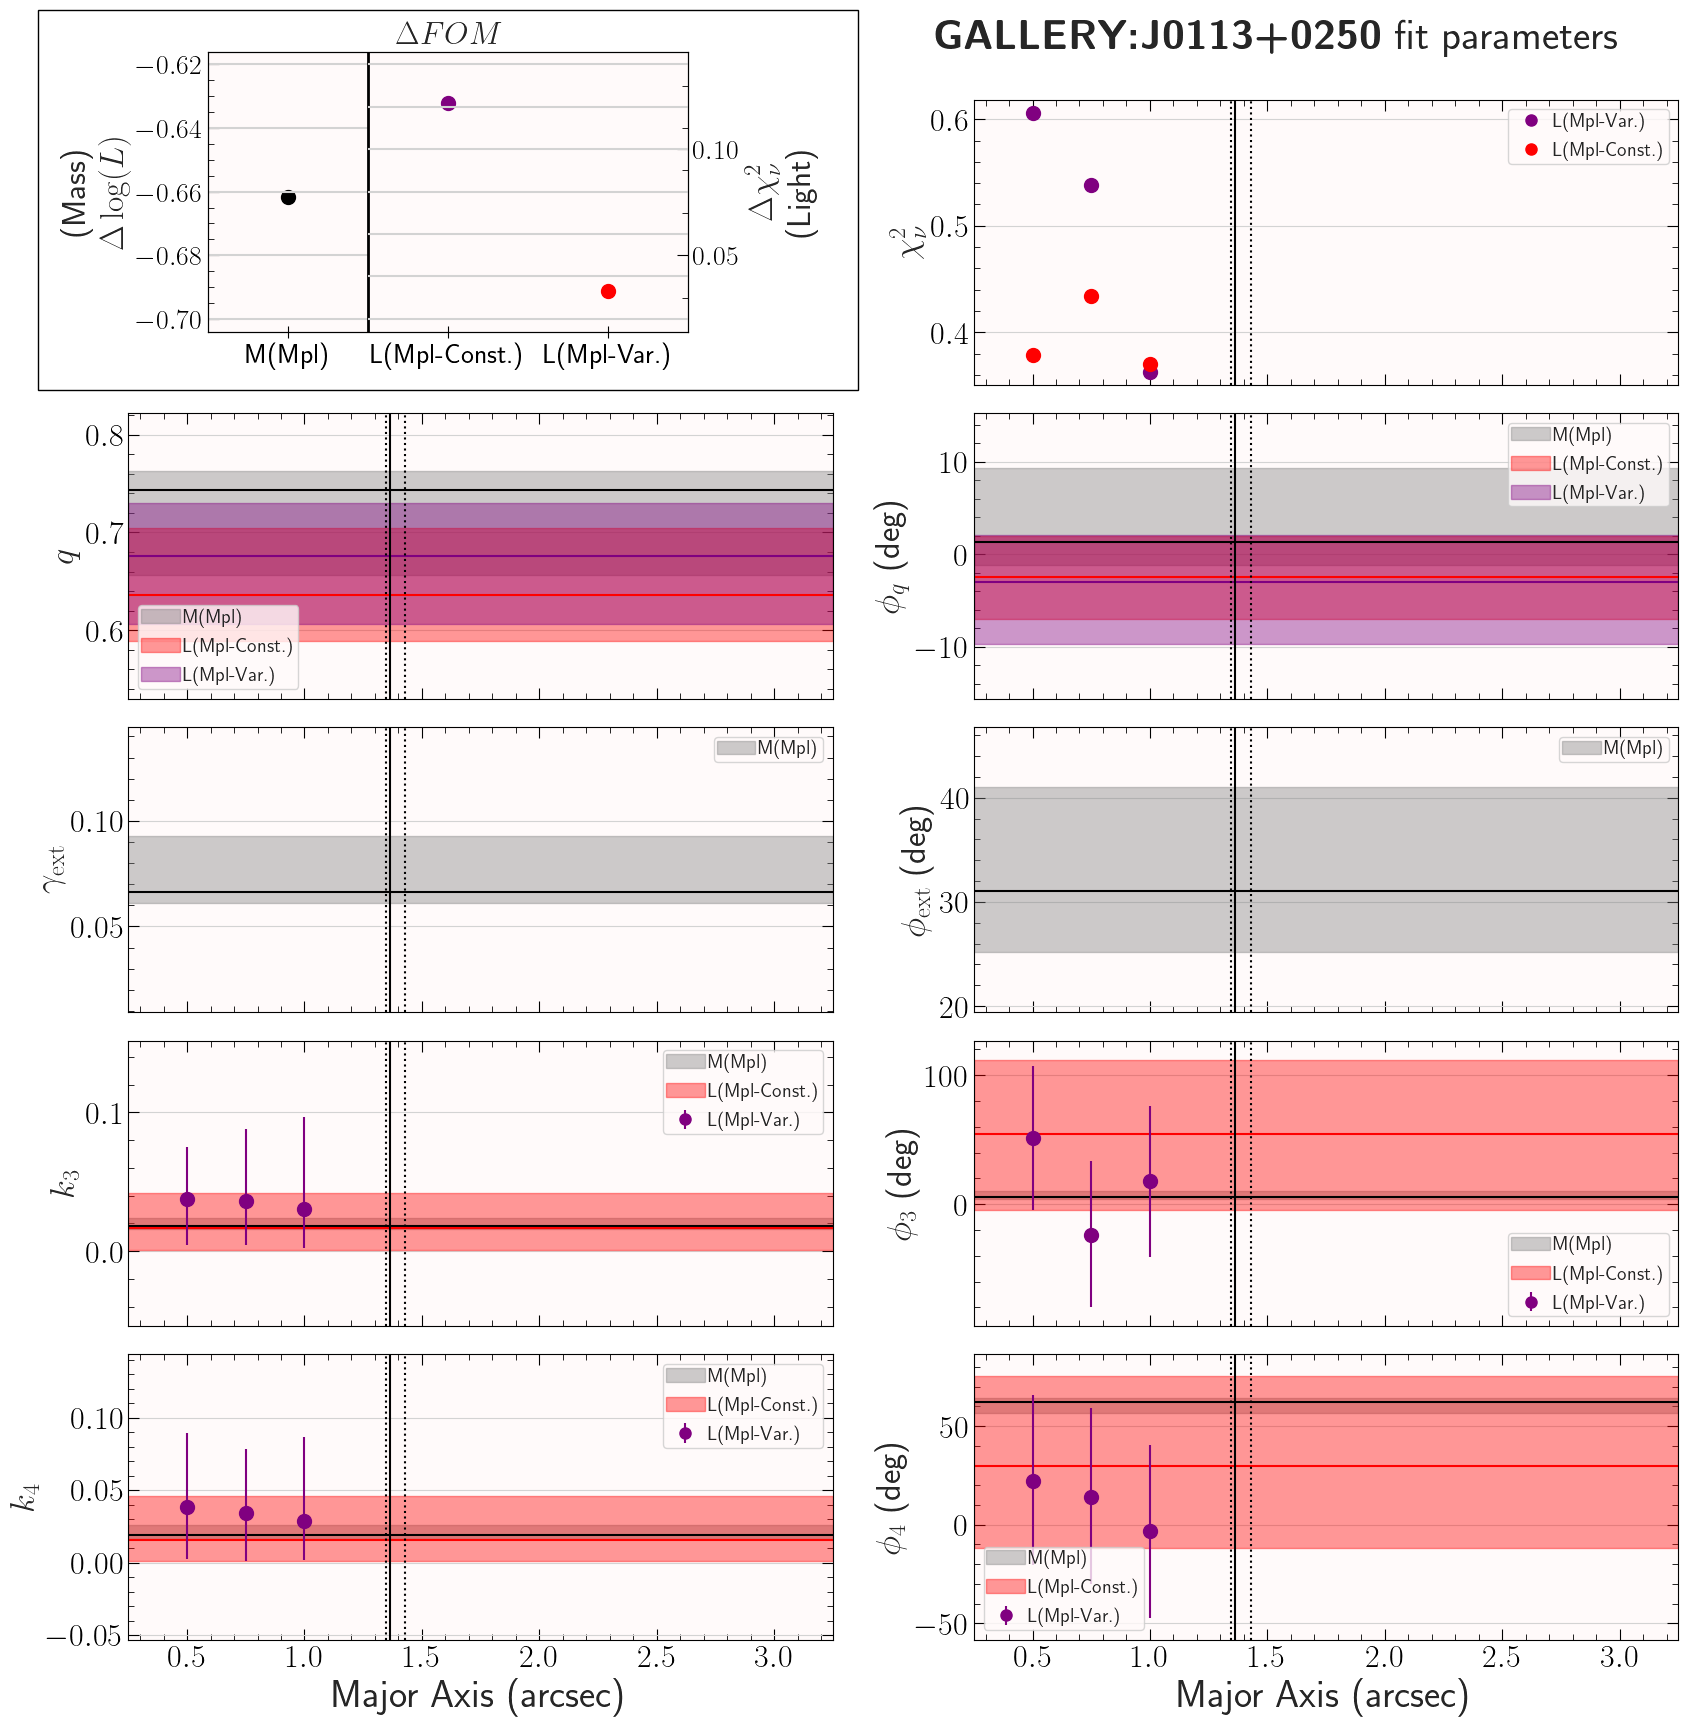 ΔFOM
GALLERY:J0113+0250 fit parameters
(Mass)
Δ log(L)
−0.62
−0.64
−0.66
−0.68
−0.70
0.10
0.05
Δχ²ᵥ
(Light)
M(Mpl) L(Mpl-Const.) L(Mpl-Var.)
χ²ᵥ
0.6
0.5
0.4
L(Mpl-Var.)
L(Mpl-Const.)
q
0.8
0.7
0.6
M(Mpl)
L(Mpl-Const.)
L(Mpl-Var.)
φ_q (deg)
10
0
−10
M(Mpl)
L(Mpl-Const.)
L(Mpl-Var.)
γ_ext
0.10
0.05
M(Mpl)
φ_ext (deg)
40
30
20
M(Mpl)
k₃
0.1
0.0
M(Mpl)
L(Mpl-Const.)
L(Mpl-Var.)
φ₃ (deg)
100
0
M(Mpl)
L(Mpl-Const.)
L(Mpl-Var.)
k₄
0.10
0.05
0.00
−0.05
M(Mpl)
L(Mpl-Const.)
L(Mpl-Var.)
0.5 1.0 1.5 2.0 2.5 3.0
Major Axis (arcsec)
φ₄ (deg)
50
0
−50
M(Mpl)
L(Mpl-Const.)
L(Mpl-Var.)
0.5 1.0 1.5 2.0 2.5 3.0
Major Axis (arcsec)